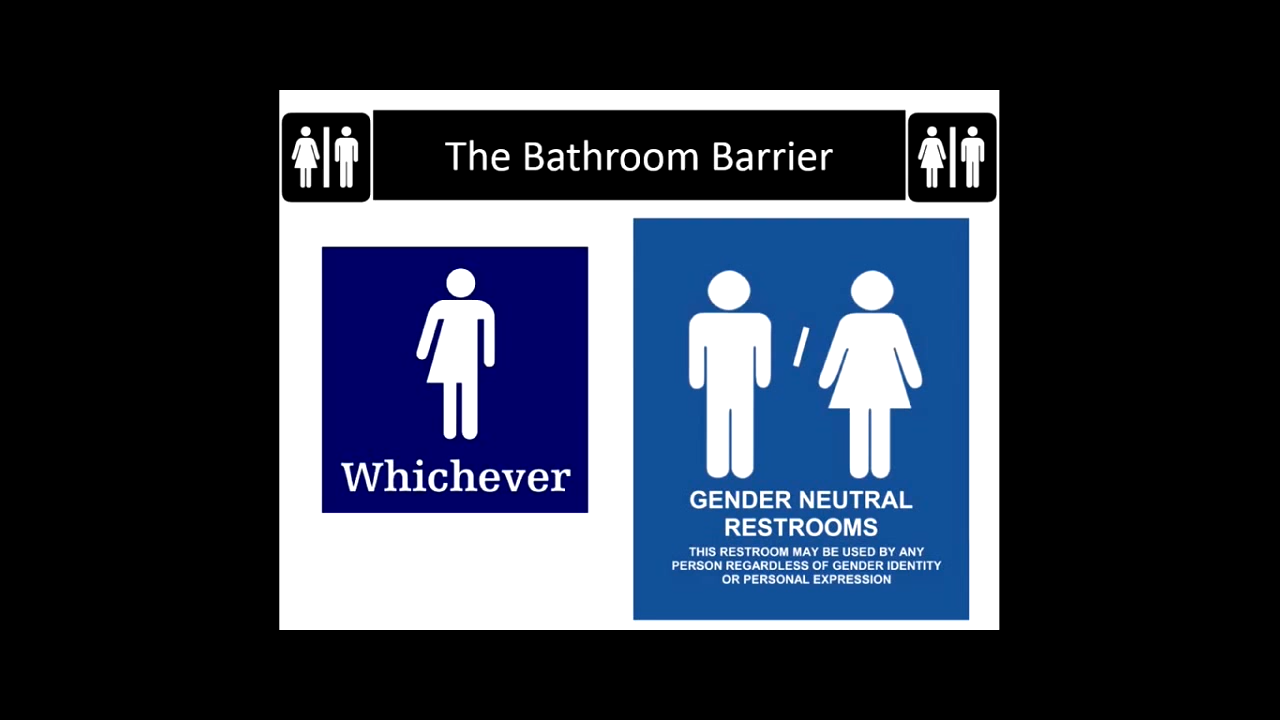 The Bathroom Barrier
Whichever
GENDER NEUTRAL
RESTROOMS
THIS RESTROOM MAY BE USED BY ANY
PERSON REGARDLESS OF GENDER IDENTITY
OR PERSONAL EXPRESSION